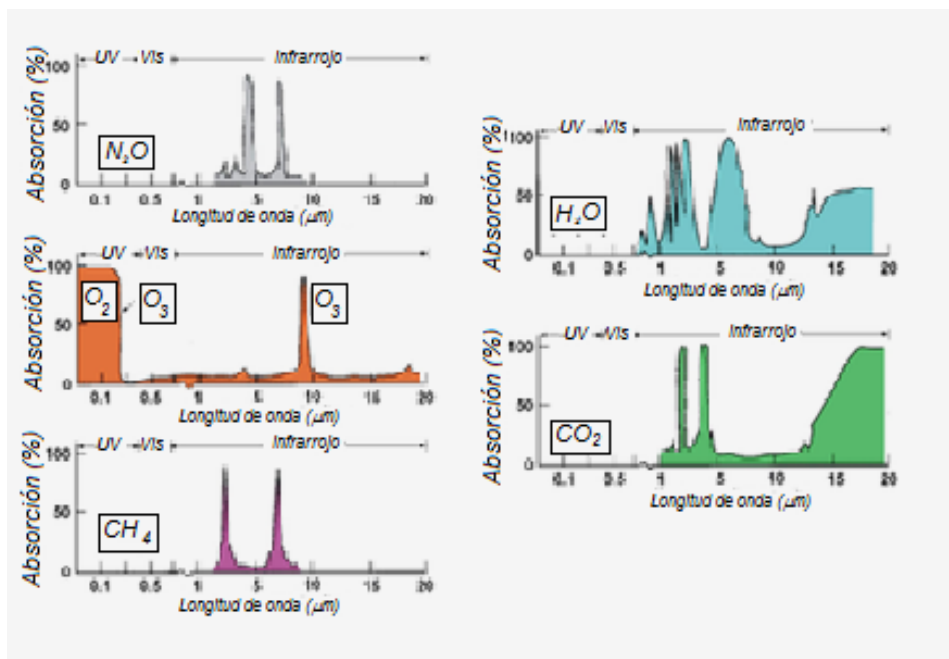 UV VIs Infrarrojo
Absorción (%)
100
50
0
N₂O
0.1 0.5 1 5 10 15 20
Longitud de onda (μm)
UV VIs Infrarrojo
Absorción (%)
100
50
0
O₂ O₃ O₃
0.1 0.5 1 5 10 15 20
Longitud de onda (μm)
UV VIs Infrarrojo
Absorción (%)
100
50
0
CH₄
0.1 0.5 1 5 10 15 20
Longitud de onda (μm)
UV VIs Infrarrojo
Absorción (%)
100
50
0
H₂O
0.1 0.5 1 5 10 15 20
Longitud de onda (μm)
UV VIs Infrarrojo
Absorción (%)
100
50
0
CO₂
0.1 0.5 1 5 10 15 20
Longitud de onda (μm)